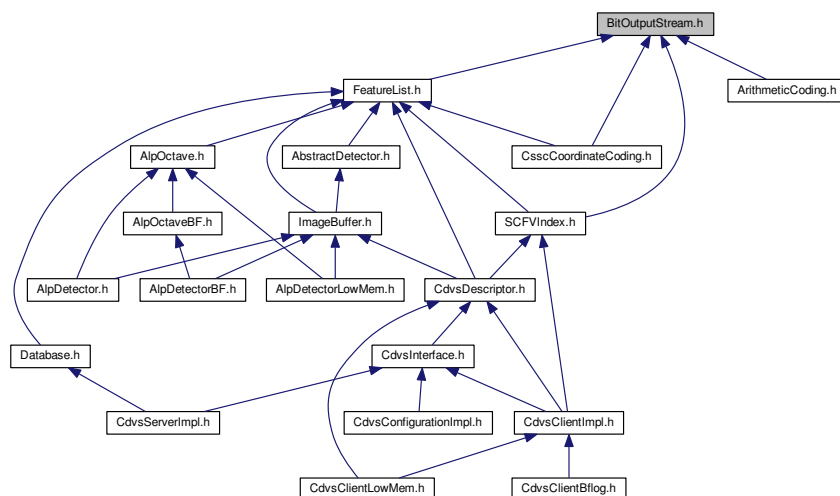 BitOutputStream.h
FeatureList.h
ArithmeticCoding.h
AlpOctave.h
AbstractDetector.h
CsscCoordinateCoding.h
AlpOctaveBF.h
ImageBuffer.h
SCFVIndex.h
AlpDetector.h
AlpDetectorBF.h
AlpDetectorLowMem.h
CdvsDescriptor.h
Database.h
CdvsInterface.h
CdvsServerImpl.h
CdvsConfigurationImpl.h
CdvsClientImpl.h
CdvsClientLowMem.h
CdvsClientBflog.h